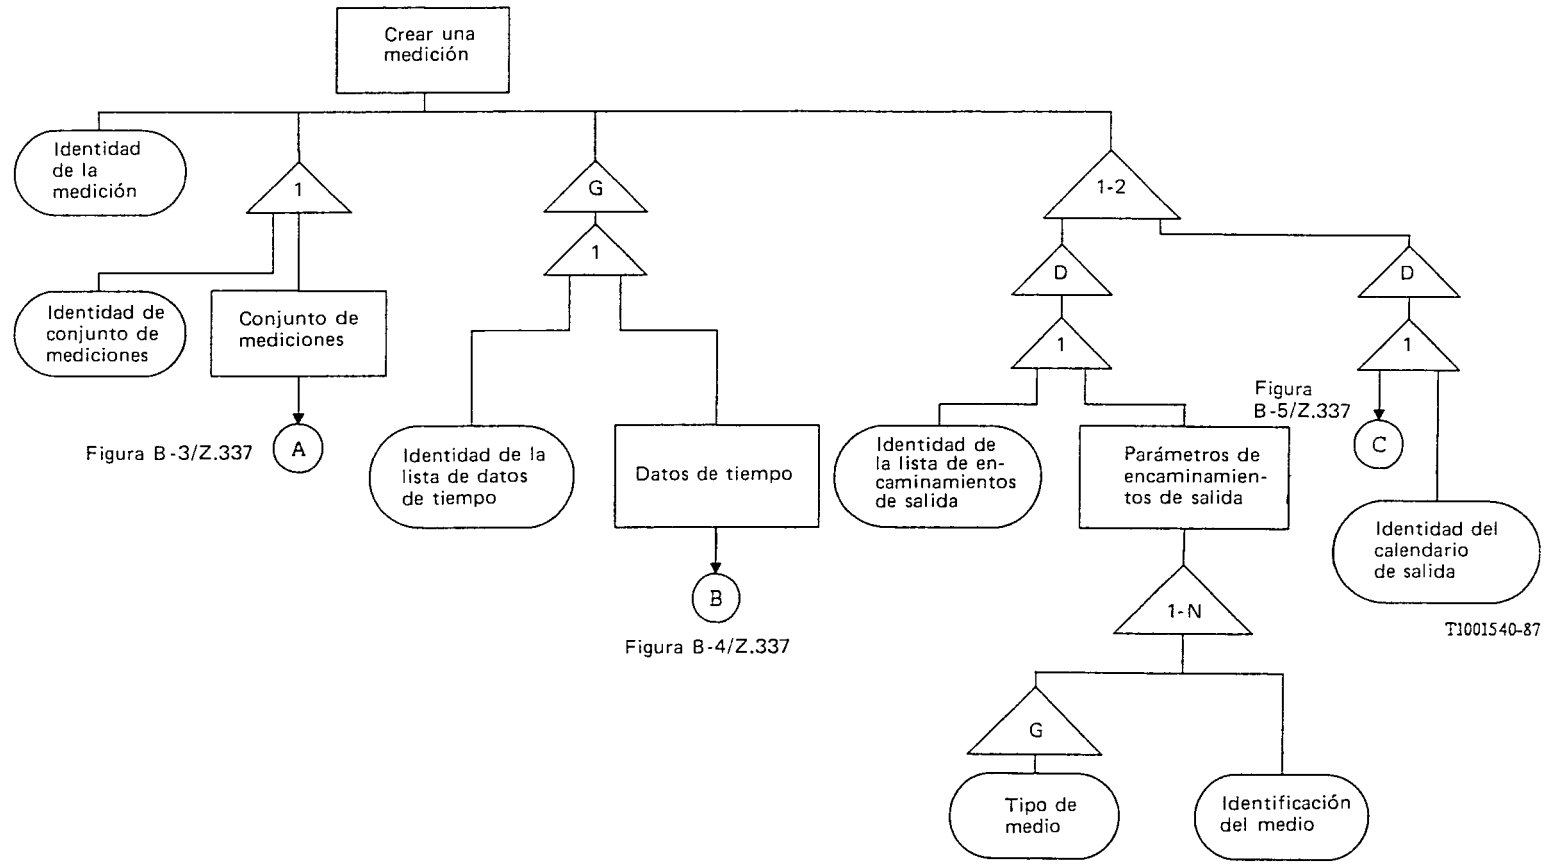 Crear una
medición
Identidad
de la
medición
1
G
1-2
1
D
D
Identidad de
conjunto de
mediciones
Conjunto de
mediciones
1
1
Figura
B-5/Z.337
Figura B-3/Z.337
A
Identidad de la
lista de datos
de tiempo
Datos de tiempo
Identidad de
la lista de en-
caminamientos
de salida
Parámetros de
encaminamien-
tos de salida
C
Identidad del
calendario
de salida
B
Figura B-4/Z.337
1-N
T1001540-87
G
Tipo de
medio
Identificación
del medio